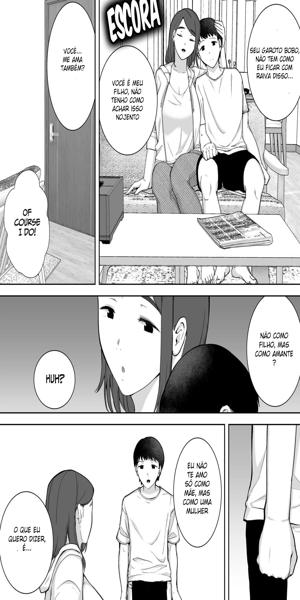 ESCORA
SEU GAROTO BOBO,
NÃO TEM COMO
EU FICAR COM
RAIVA DISSO...
VOCÊ É MEU
FILHO, NÃO
TENHO COMO
ACHAR ISSO
NOJENTO
VOCÊ...
ME AMA
TAMBÉM?
OF
COURSE
I DO!
NÃO COMO
FILHO, MAS
COMO AMANTE
?
HUH?
EU NÃO
TE AMO
SÓ COMO
MÃE, MAS
COMO UMA
MULHER
O QUE EU
QUERO DIZER,
É...